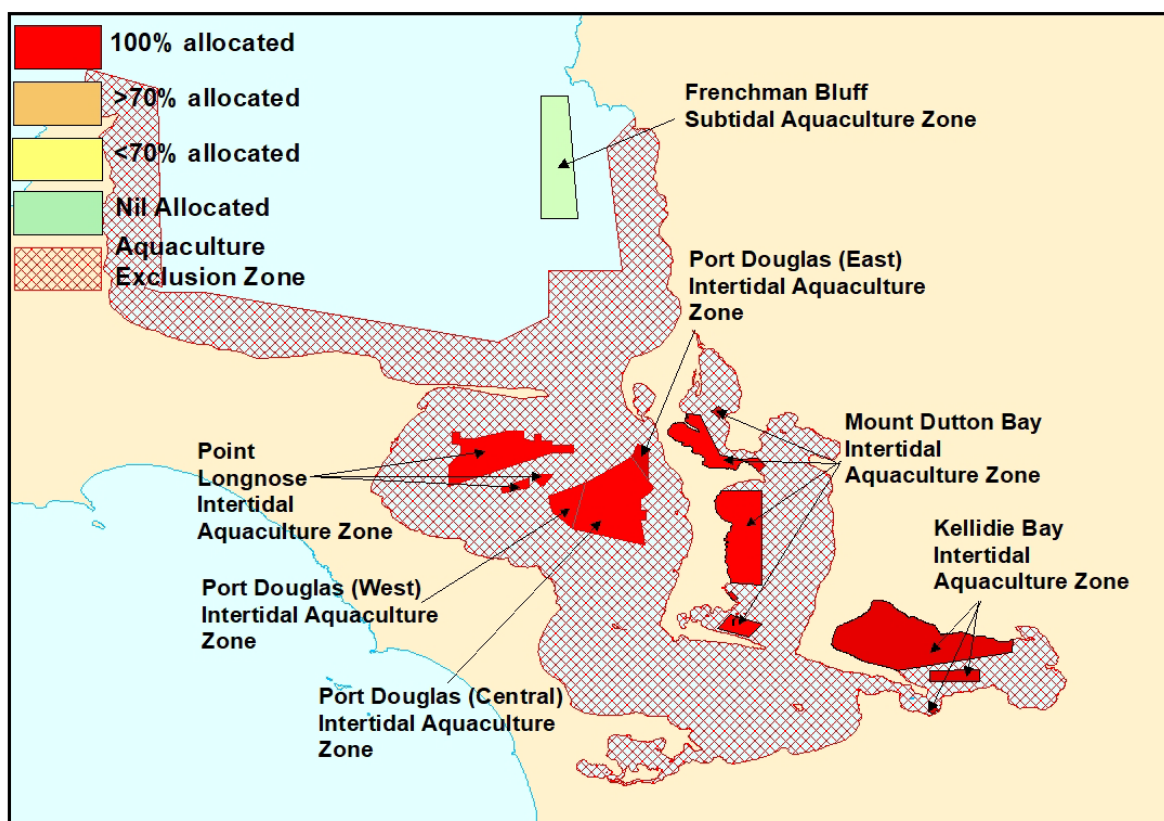 100% allocated
>70% allocated
<70% allocated
Nil Allocated
Aquaculture
Exclusion Zone
Frenchman Bluff
Subtidal Aquaculture Zone
Port Douglas (East)
Intertidal Aquaculture
Zone
Mount Dutton Bay
Intertidal
Aquaculture Zone
Point
Longnose
Intertidal
Aquaculture Zone
Kellidie Bay
Intertidal
Aquaculture Zone
Port Douglas (West)
Intertidal Aquaculture
Zone
Port Douglas (Central)
Intertidal Aquaculture
Zone